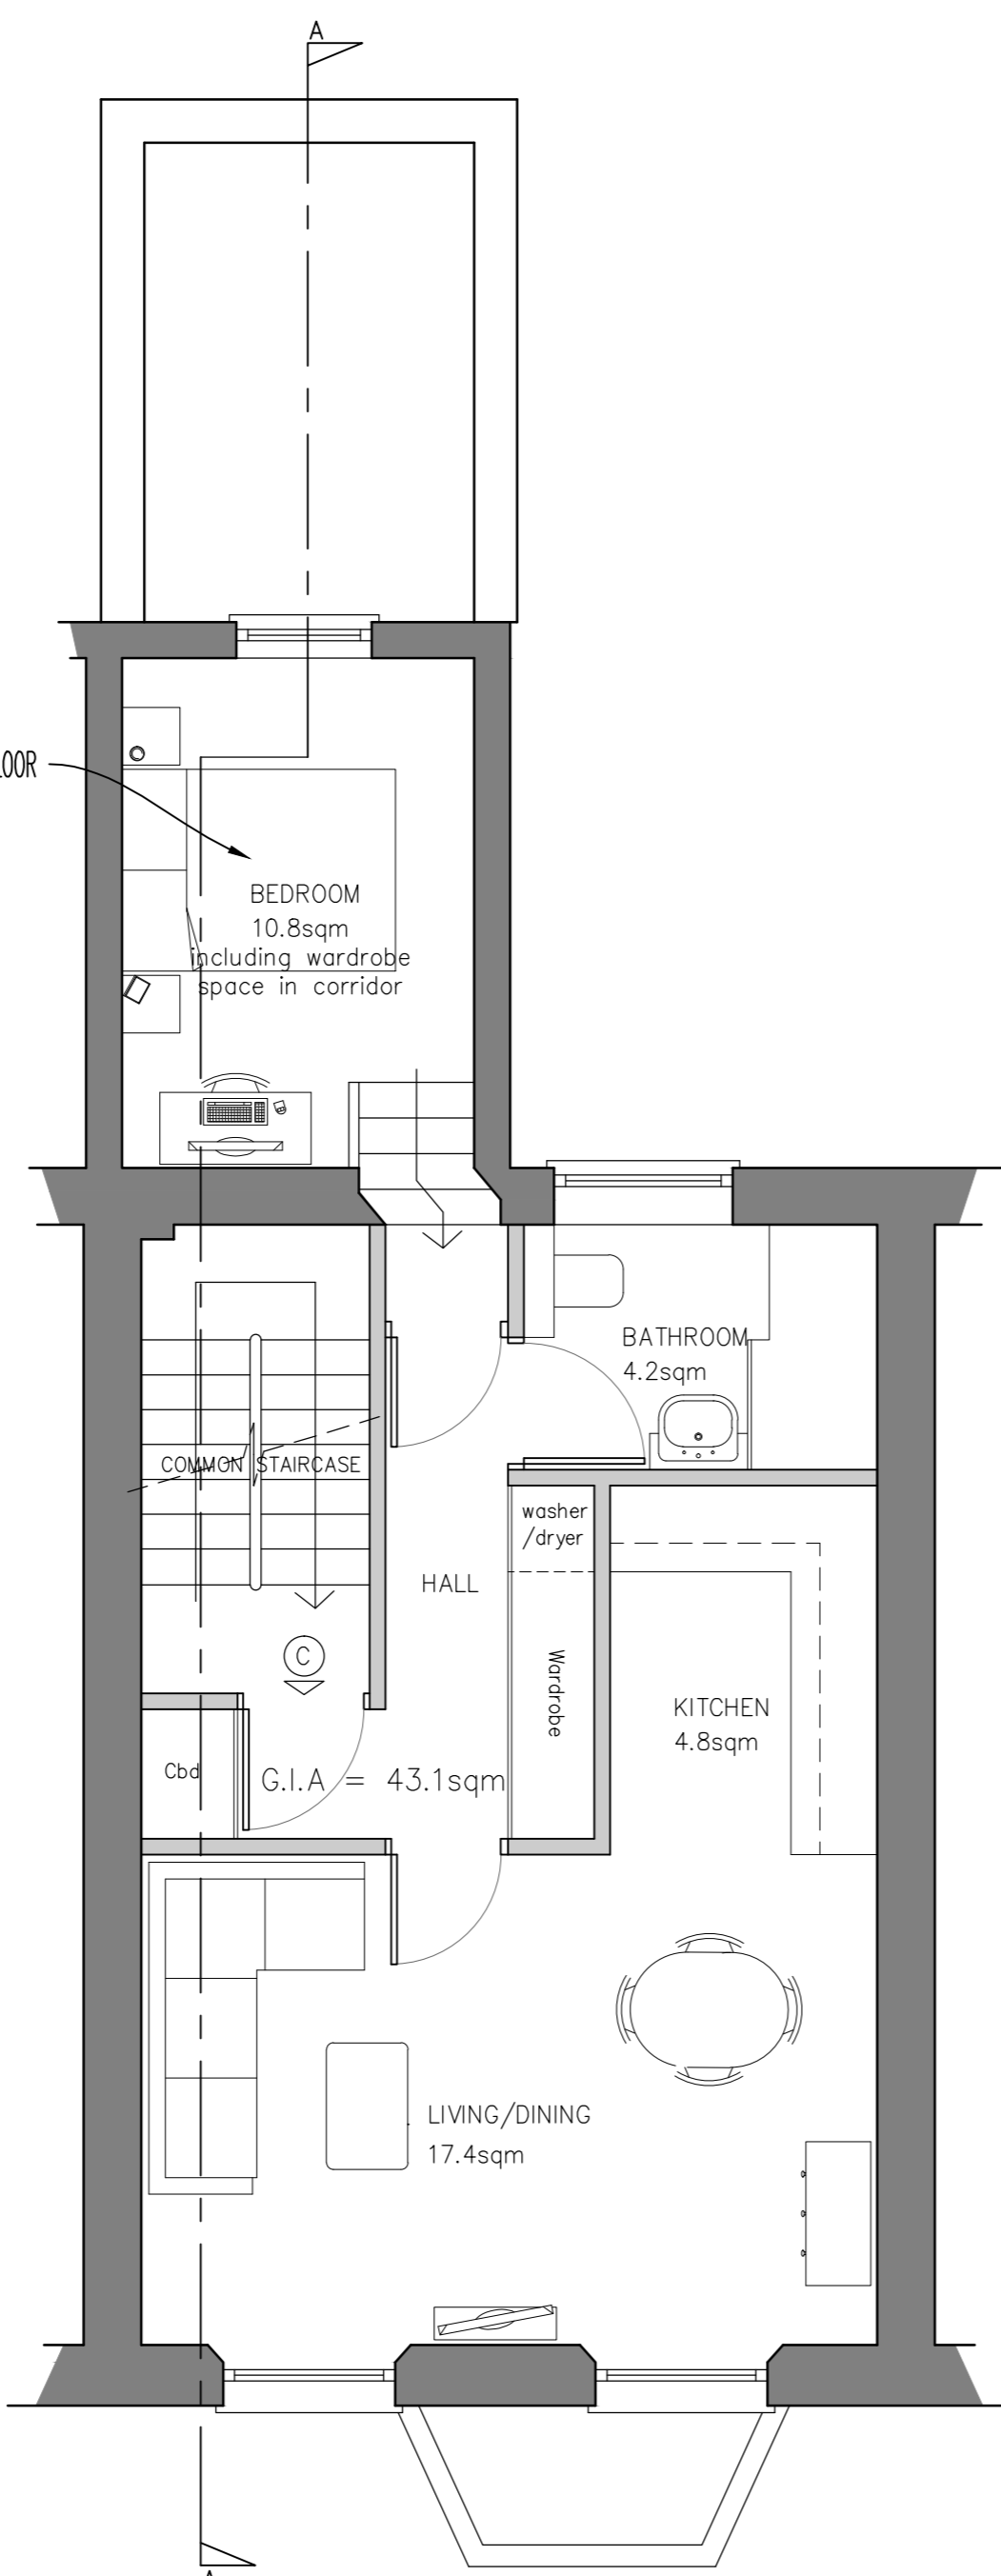 A
LOOR
BEDROOM
10.8sqm
including wardrobe
space in corridor
BATHROOM
4.2sqm
COMMON STAIRCASE
washer
/dryer
HALL
C
Wardrobe
KITCHEN
4.8sqm
Cbd
G.I.A = 43.1sqm
LIVING/DINING
17.4sqm
A